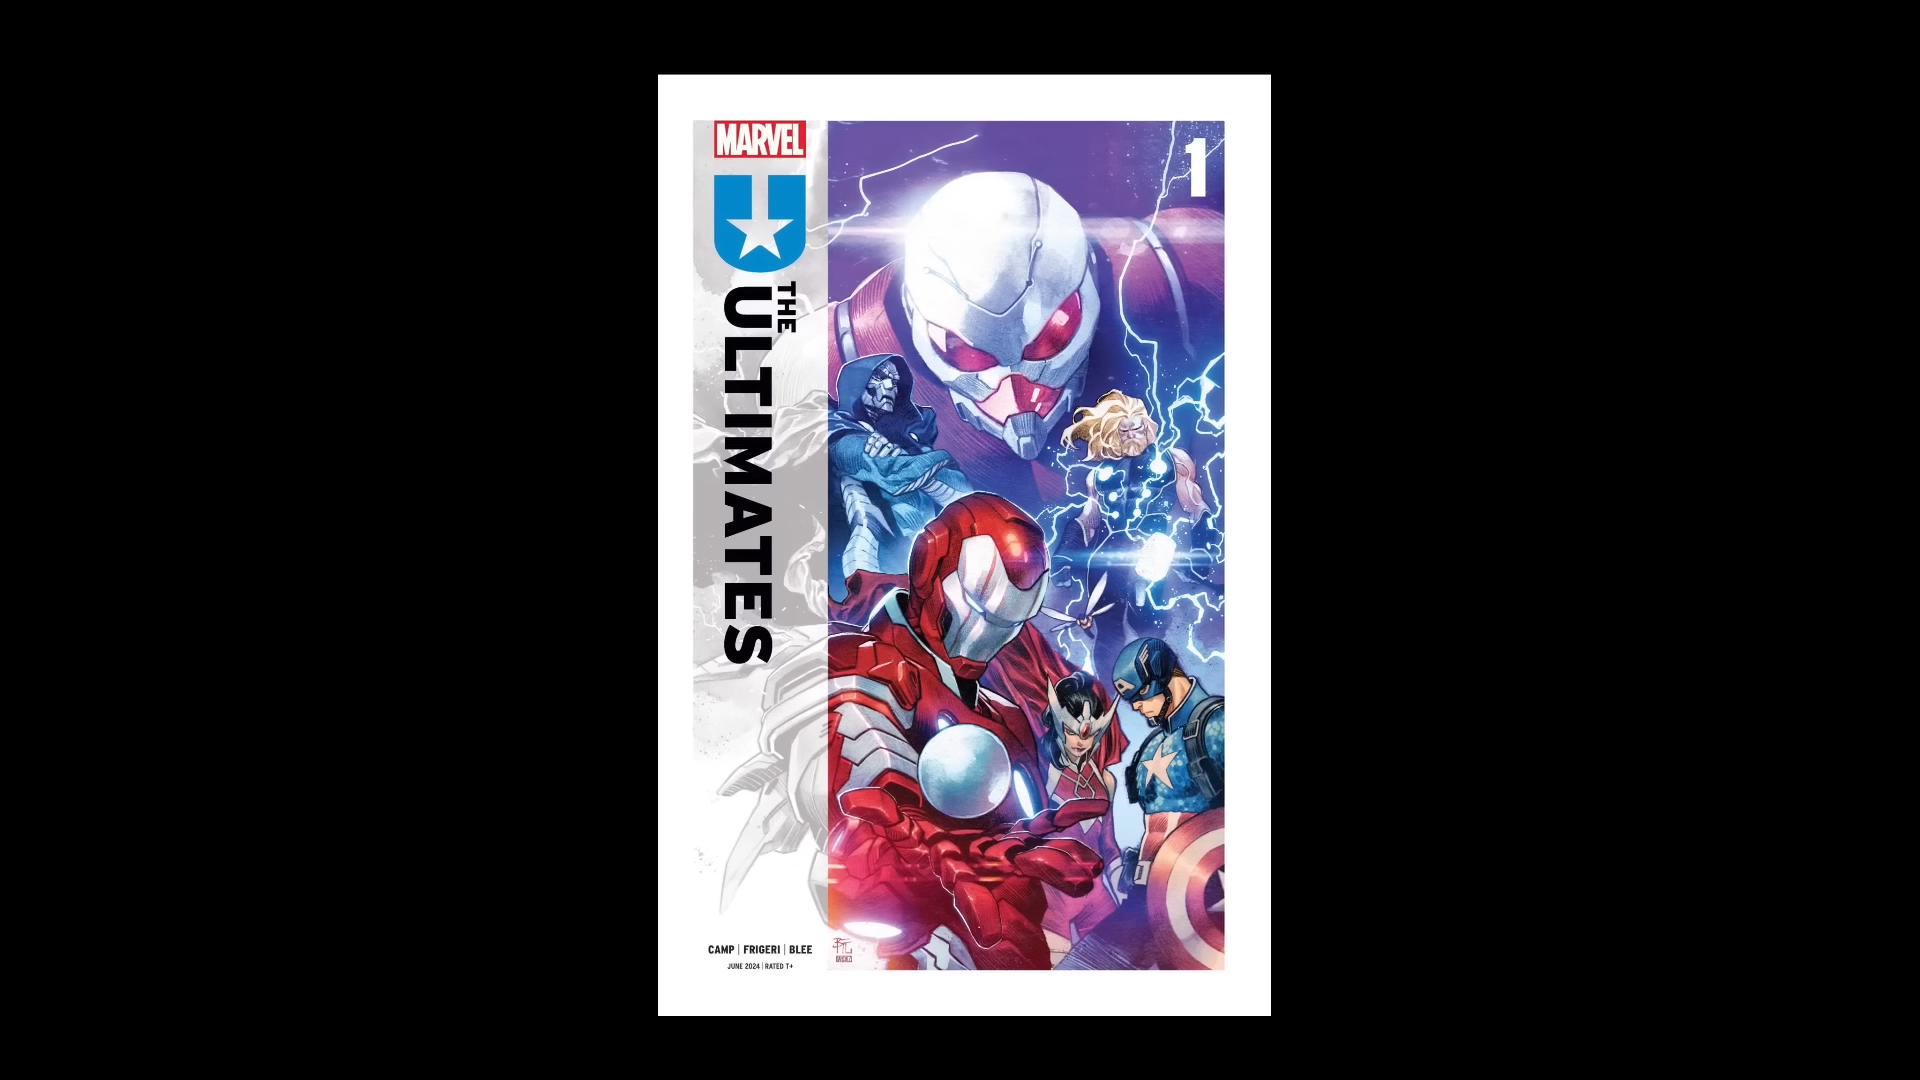 MARVEL
1
THE
ULTIMATES
CAMP | FRIGERI | BLEE
JUNE 2024 | RATED T+